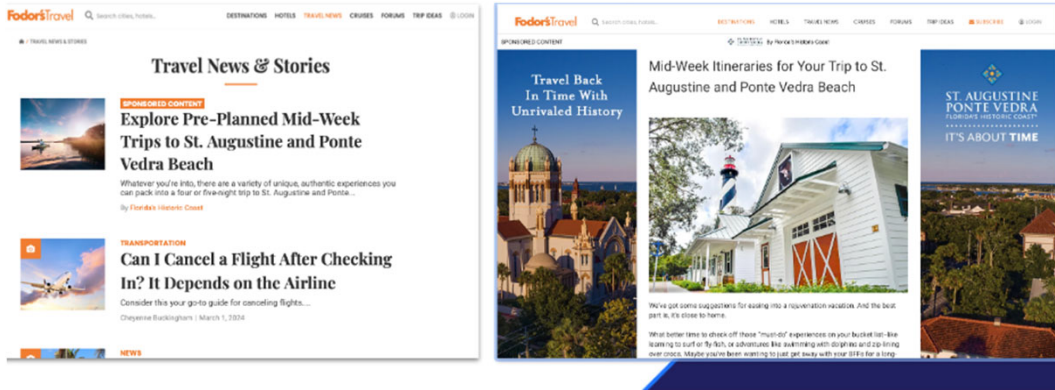 Fodor'sTravel
Search cities, hotels..
DESTINATIONS HOTELS TRAVEL NEWS CRUISES FORUMS TRIP IDEAS LOGIN
/ TRAVEL NEWS & STORIES
Travel News & Stories
SPONSORED CONTENT
Explore Pre-Planned Mid-Week
Trips to St. Augustine and Ponte
Vedra Beach
Whatever you're into, there are a variety of unique, authentic experiences you
can pack into a four or five-night trip to St. Augustine and Ponte...
By Florida's Historic Coast
TRANSPORTATION
Can I Cancel a Flight After Checking
In? It Depends on the Airline
Consider this your go-to guide for canceling flights....
Cheyenne Buckingham | March 1, 2024
NEWS
Fodor'sTravel
Search cities, hotels..
DESTINATIONS HOTELS TRAVEL NEWS CRUISES FORUMS TRIP IDEAS SUBSCRIBE LOGIN
SPONSORED CONTENT
By Florida's Historic Coast
Travel Back
In Time With
Unrivaled History
Mid-Week Itineraries for Your Trip to St.
Augustine and Ponte Vedra Beach
ST. AUGUSTINE
PONTE VEDRA
FLORIDA'S HISTORIC COAST
IT'S ABOUT TIME
We've got some suggestions for easing into a rejuvenation vacation. And the best
part is, it's close to home.
What better time to check off those "must-do" experiences on your bucket list–like
learning to surf or fly fish, or adventures like swimming with dolphins and zip-lining
over crocs. Maybe you've been wanting to just get away with your BFFs for a long-